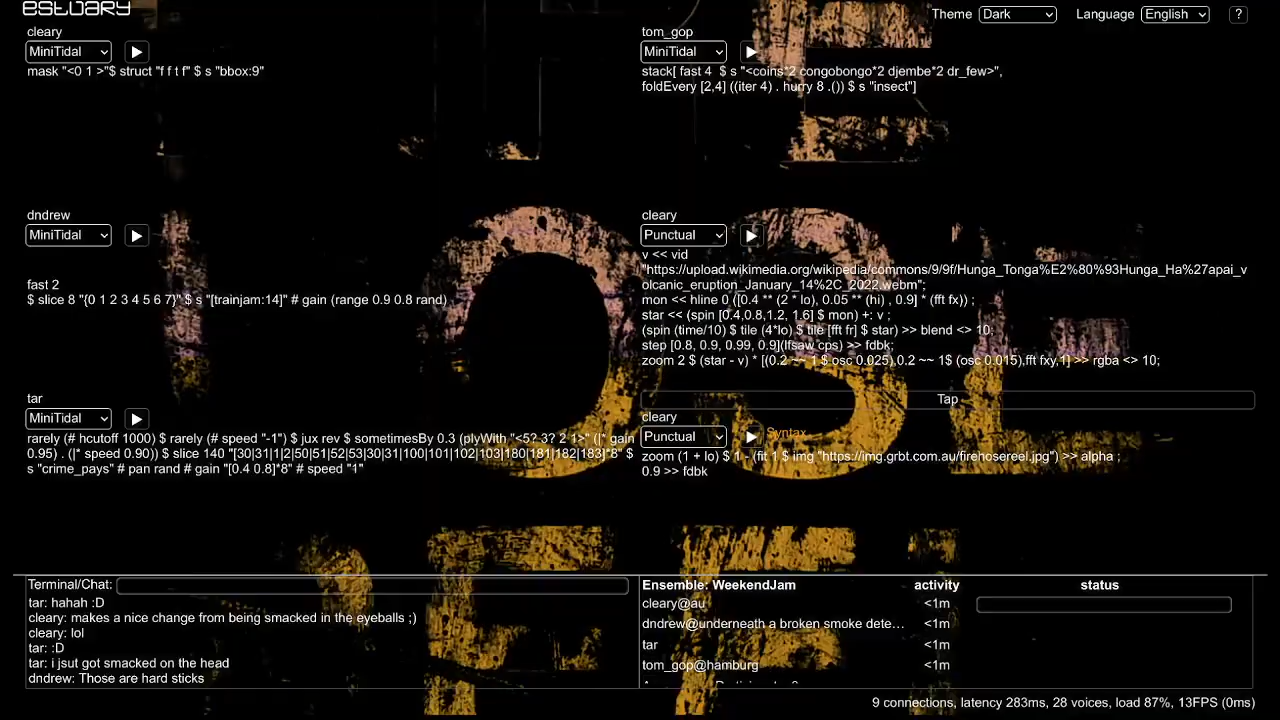 estuary
Theme Dark Language English ?
cleary
MiniTidal
mask "<0 1 >"$ struct "f f t f" $ s "bbox:9"
tom_gop
MiniTidal
stack[ fast 4  $ s "<coins*2 congobongo*2 djembe*2 dr_few>",
foldEvery [2,4] ((iter 4) . hurry 8 .()) $ s "insect"]
dndrew
MiniTidal
fast 2
$ slice 8 "{0 1 2 3 4 5 6 7}" $ s "[trainjam:14]" # gain (range 0.9 0.8 rand)
cleary
Punctual
v << vid
"https://upload.wikimedia.org/wikipedia/commons/9/9f/Hunga_Tonga%E2%80%93Hunga_Ha%27apai_v
olcanic_eruption_January_14%2C_2022.webm";
mon << hline 0 ([0.4 ** (2 * lo), 0.05 ** (hi) , 0.9] * (fft fx)) ;
star << (spin [0.4,0.8,1.2, 1.6] $ mon) +: v ;
(spin (time/10) $ tile (4*lo) $ tile [fft fr] $ star) >> blend <> 10;
step [0.8, 0.9, 0.99, 0.9](lfsaw cps) >> fdbk;
zoom 2 $ (star - v) * [(0.2 ~~ 1 $ osc 0.025),0.2 ~~ 1$ (osc 0.015),fft fxy,1] >> rgba <> 10;
tar
MiniTidal
rarely (# hcutoff 1000) $ rarely (# speed "-1") $ jux rev $ sometimesBy 0.3 (plyWith "<5? 3? 2 1>" (|* gain
0.95) . (|* speed 0.90)) $ slice 140 "[30|31|1|2|50|51|52|53|30|31|100|101|102|103|180|181|182|183]*8" $
s "crime_pays" # pan rand # gain "[0.4 0.8]*8" # speed "1"
Tap
cleary
Punctual Syntax
zoom (1 + lo) $ 1 - (fit 1 $ img "https://img.grbt.com.au/firehosereel.jpg") >> alpha ;
0.9 >> fdbk
Terminal/Chat:
tar: hahah :D
cleary: makes a nice change from being smacked in the eyeballs ;)
cleary: lol
tar: :D
tar: i jsut got smacked on the head
dndrew: Those are hard sticks
Ensemble: WeekendJam activity status
cleary@au <1m
dndrew@underneath a broken smoke dete… <1m
tar <1m
tom_gop@hamburg <1m
9 connections, latency 283ms, 28 voices, load 87%, 13FPS (0ms)